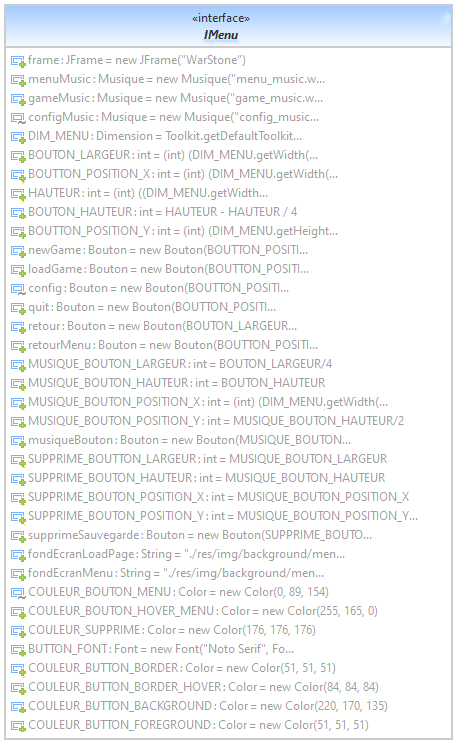 «interface»
IMenu
frame: JFrame = new JFrame("WarStone")
menuMusic: Musique = new Musique("menu_music.w...
gameMusic: Musique = new Musique("game_music.w...
configMusic: Musique = new Musique("config_music...
DIM_MENU: Dimension = Toolkit.getDefaultToolkit...
BOUTON_LARGEUR: int = (int) (DIM_MENU.getWidth(...
BOUTTON_POSITION_X: int = (int) (DIM_MENU.getWidth(...
HAUTEUR: int = (int) ((DIM_MENU.getWidth...
BOUTON_HAUTEUR: int = HAUTEUR - HAUTEUR / 4
BOUTTON_POSITION_Y: int = (int) (DIM_MENU.getHeight...
newGame: Bouton = new Bouton(BOUTTON_POSITI...
loadGame: Bouton = new Bouton(BOUTTON_POSITI...
config: Bouton = new Bouton(BOUTTON_POSITI...
quit: Bouton = new Bouton(BOUTTON_POSITI...
retour: Bouton = new Bouton(BOUTON_LARGEUR...
retourMenu: Bouton = new Bouton(BOUTTON_POSITI...
MUSIQUE_BOUTON_LARGEUR: int = BOUTON_LARGEUR/4
MUSIQUE_BOUTON_HAUTEUR: int = BOUTON_HAUTEUR
MUSIQUE_BOUTON_POSITION_X: int = (int) (DIM_MENU.getWidth(...
MUSIQUE_BOUTON_POSITION_Y: int = MUSIQUE_BOUTON_HAUTEUR/2
musiqueBouton: Bouton = new Bouton(MUSIQUE_BOUTON...
SUPPRIME_BOUTTON_LARGEUR: int = MUSIQUE_BOUTON_LARGEUR
SUPPRIME_BOUTON_HAUTEUR: int = MUSIQUE_BOUTON_HAUTEUR
SUPPRIME_BOUTON_POSITION_X: int = MUSIQUE_BOUTON_POSITION_X
SUPPRIME_BOUTON_POSITION_Y: int = MUSIQUE_BOUTON_POSITION_Y...
supprimeSauvegarde: Bouton = new Bouton(SUPPRIME_BOUTO...
fondEcranLoadPage: String = "./res/img/background/men...
fondEcranMenu: String = "./res/img/background/men...
COULEUR_BOUTON_MENU: Color = new Color(0, 89, 154)
COULEUR_BOUTON_HOVER_MENU: Color = new Color(255, 165, 0)
COULEUR_SUPPRIME: Color = new Color(176, 176, 176)
BUTTON_FONT: Font = new Font("Noto Serif", Fo...
COULEUR_BUTTON_BORDER: Color = new Color(51, 51, 51)
COULEUR_BUTTON_BORDER_HOVER: Color = new Color(84, 84, 84)
COULEUR_BUTTON_BACKGROUND: Color = new Color(220, 170, 135)
COULEUR_BUTTON_FOREGROUND: Color = new Color(51, 51, 51)